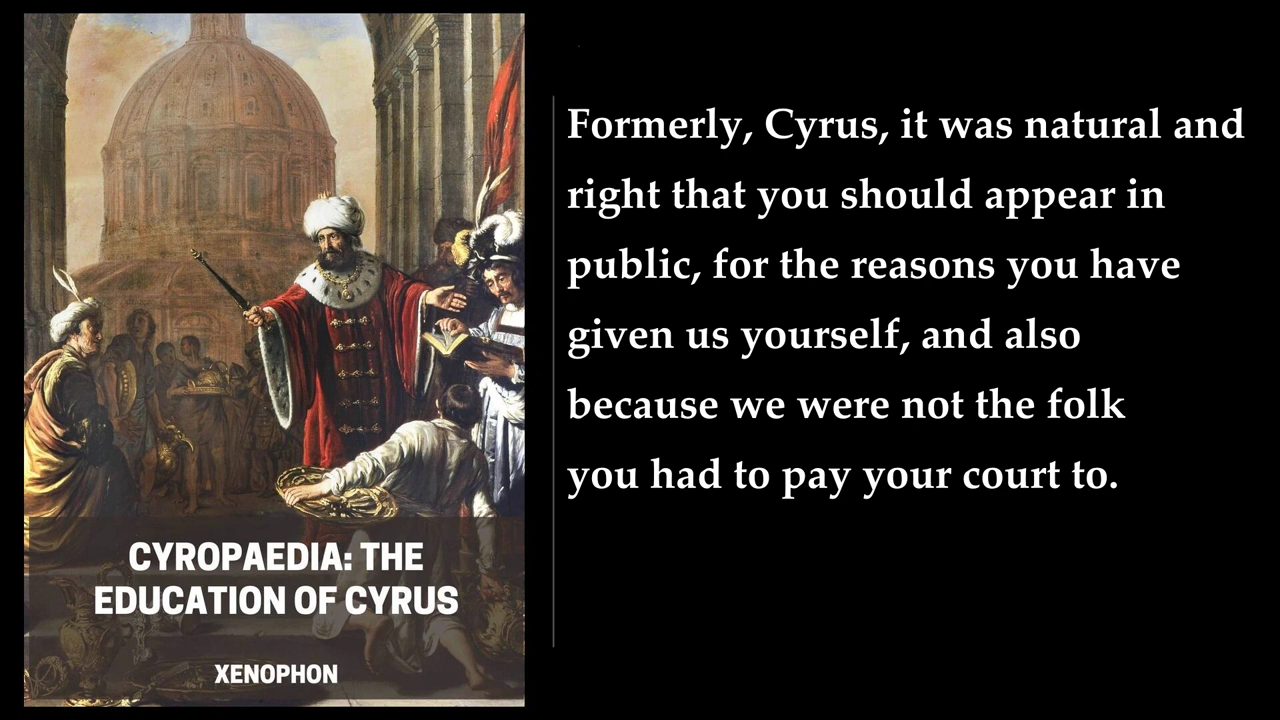 CYROPAEDIA: THE
EDUCATION OF CYRUS
XENOPHON
Formerly, Cyrus, it was natural and
right that you should appear in
public, for the reasons you have
given us yourself, and also
because we were not the folk
you had to pay your court to.